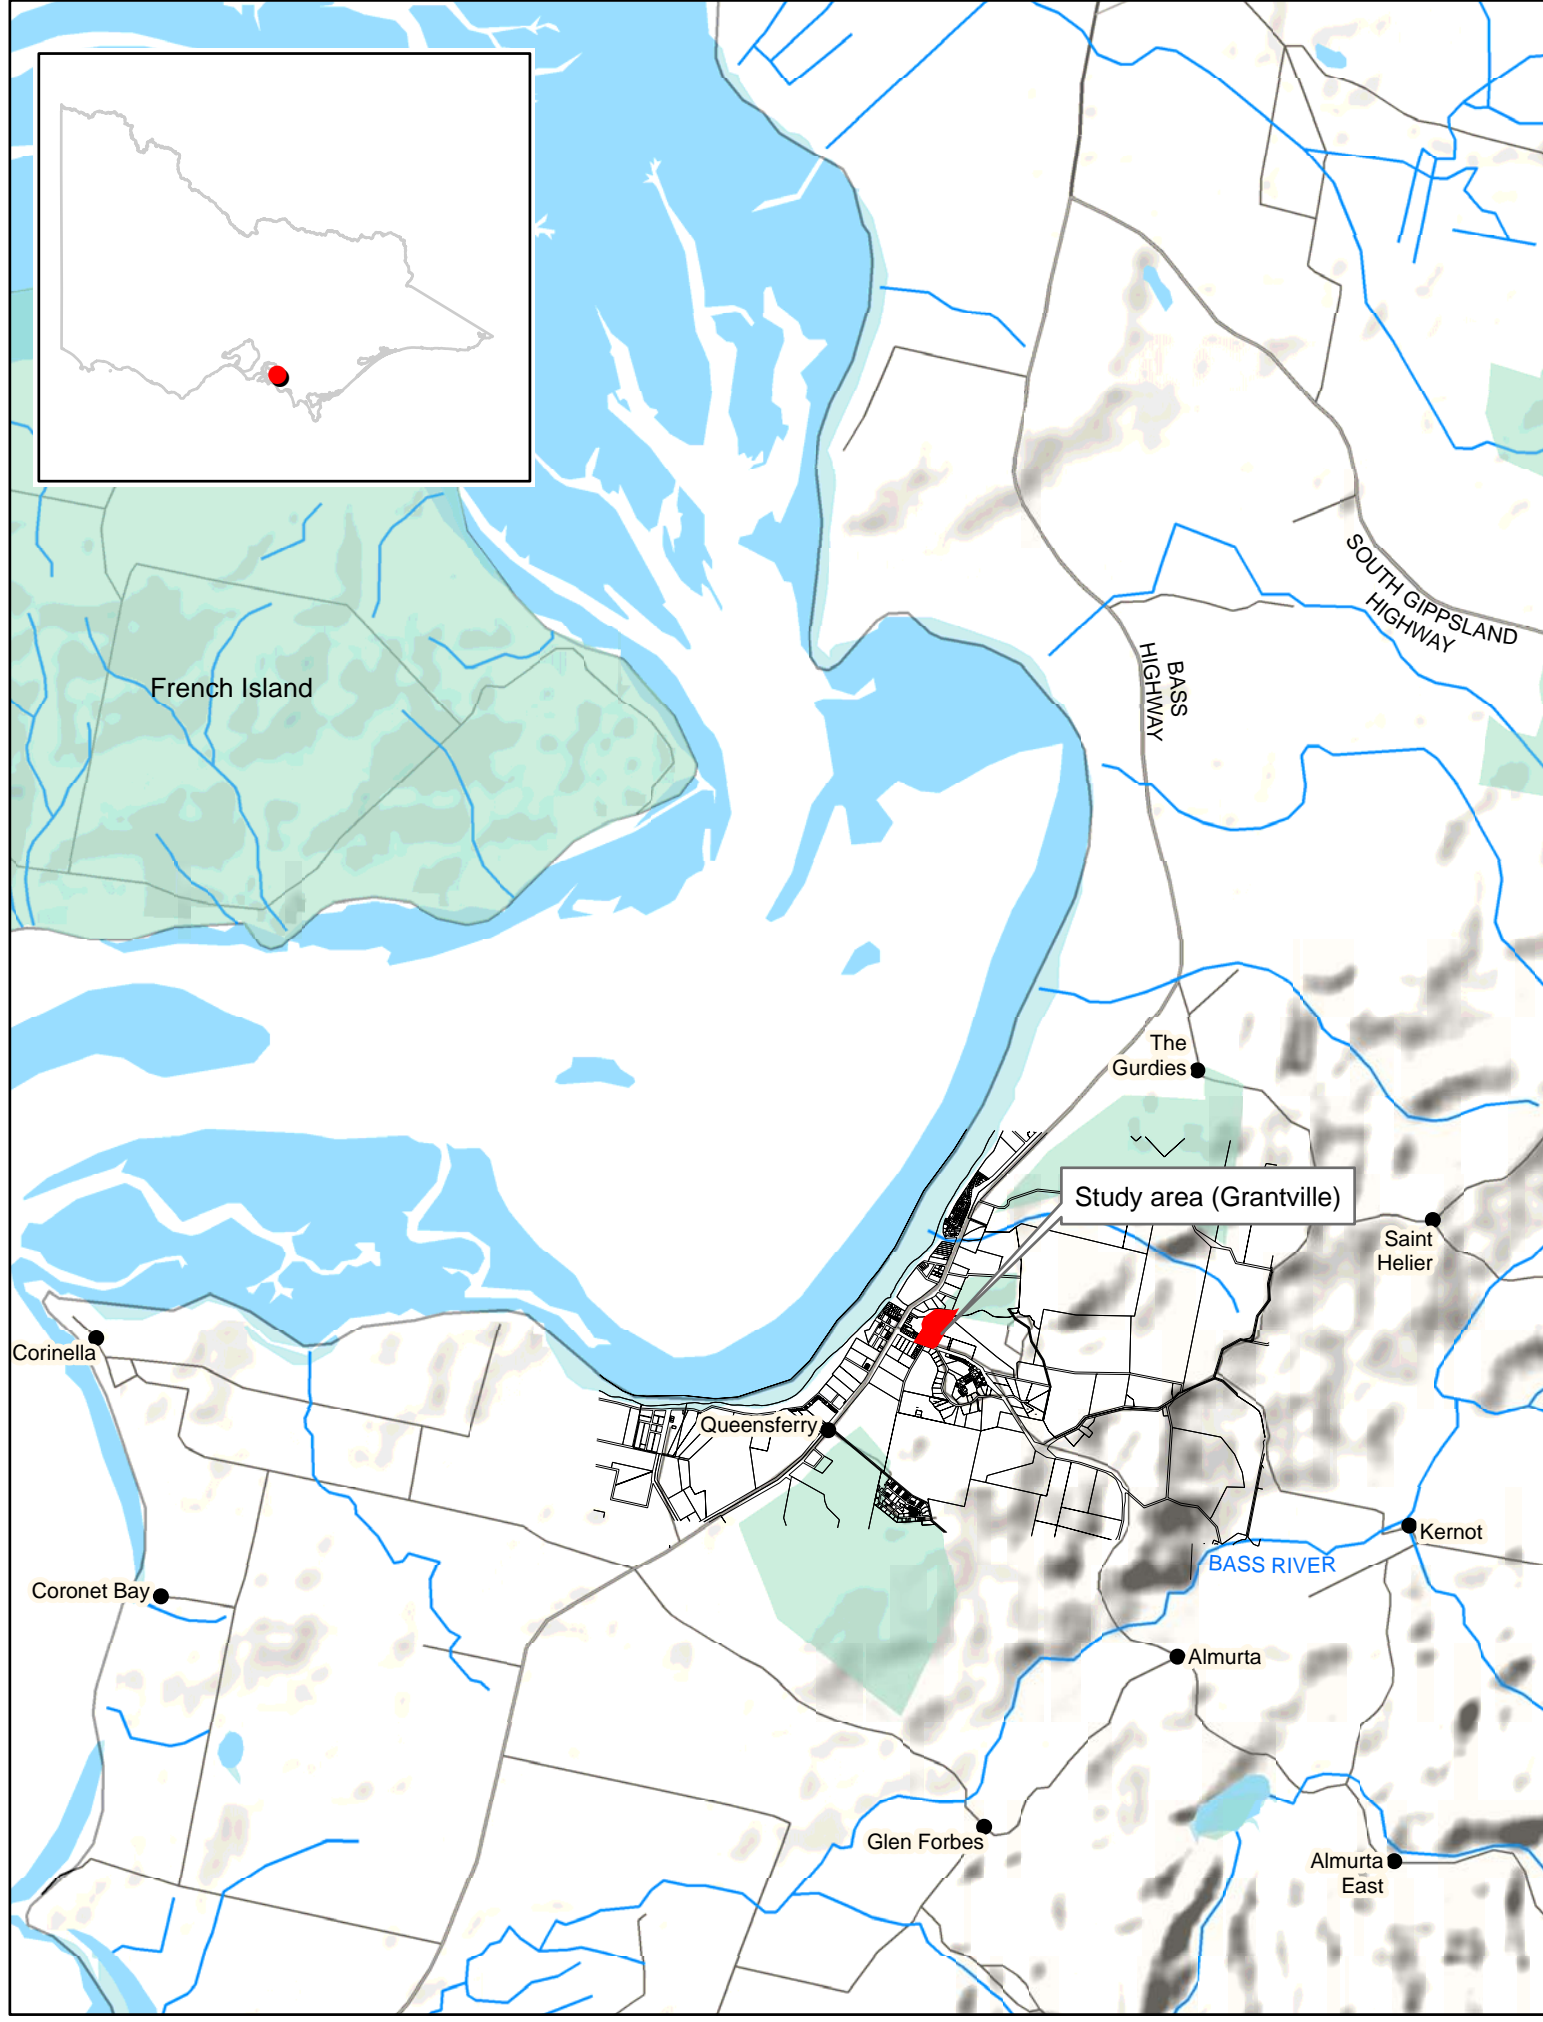 SOUTH GIPPSLAND
HIGHWAY
BASS
HIGHWAY
French Island
The
Gurdies
Study area (Grantville)
Saint
Helier
Corinella
Queensferry
Kernot
BASS RIVER
Coronet Bay
Almurta
Glen Forbes
Almurta
East